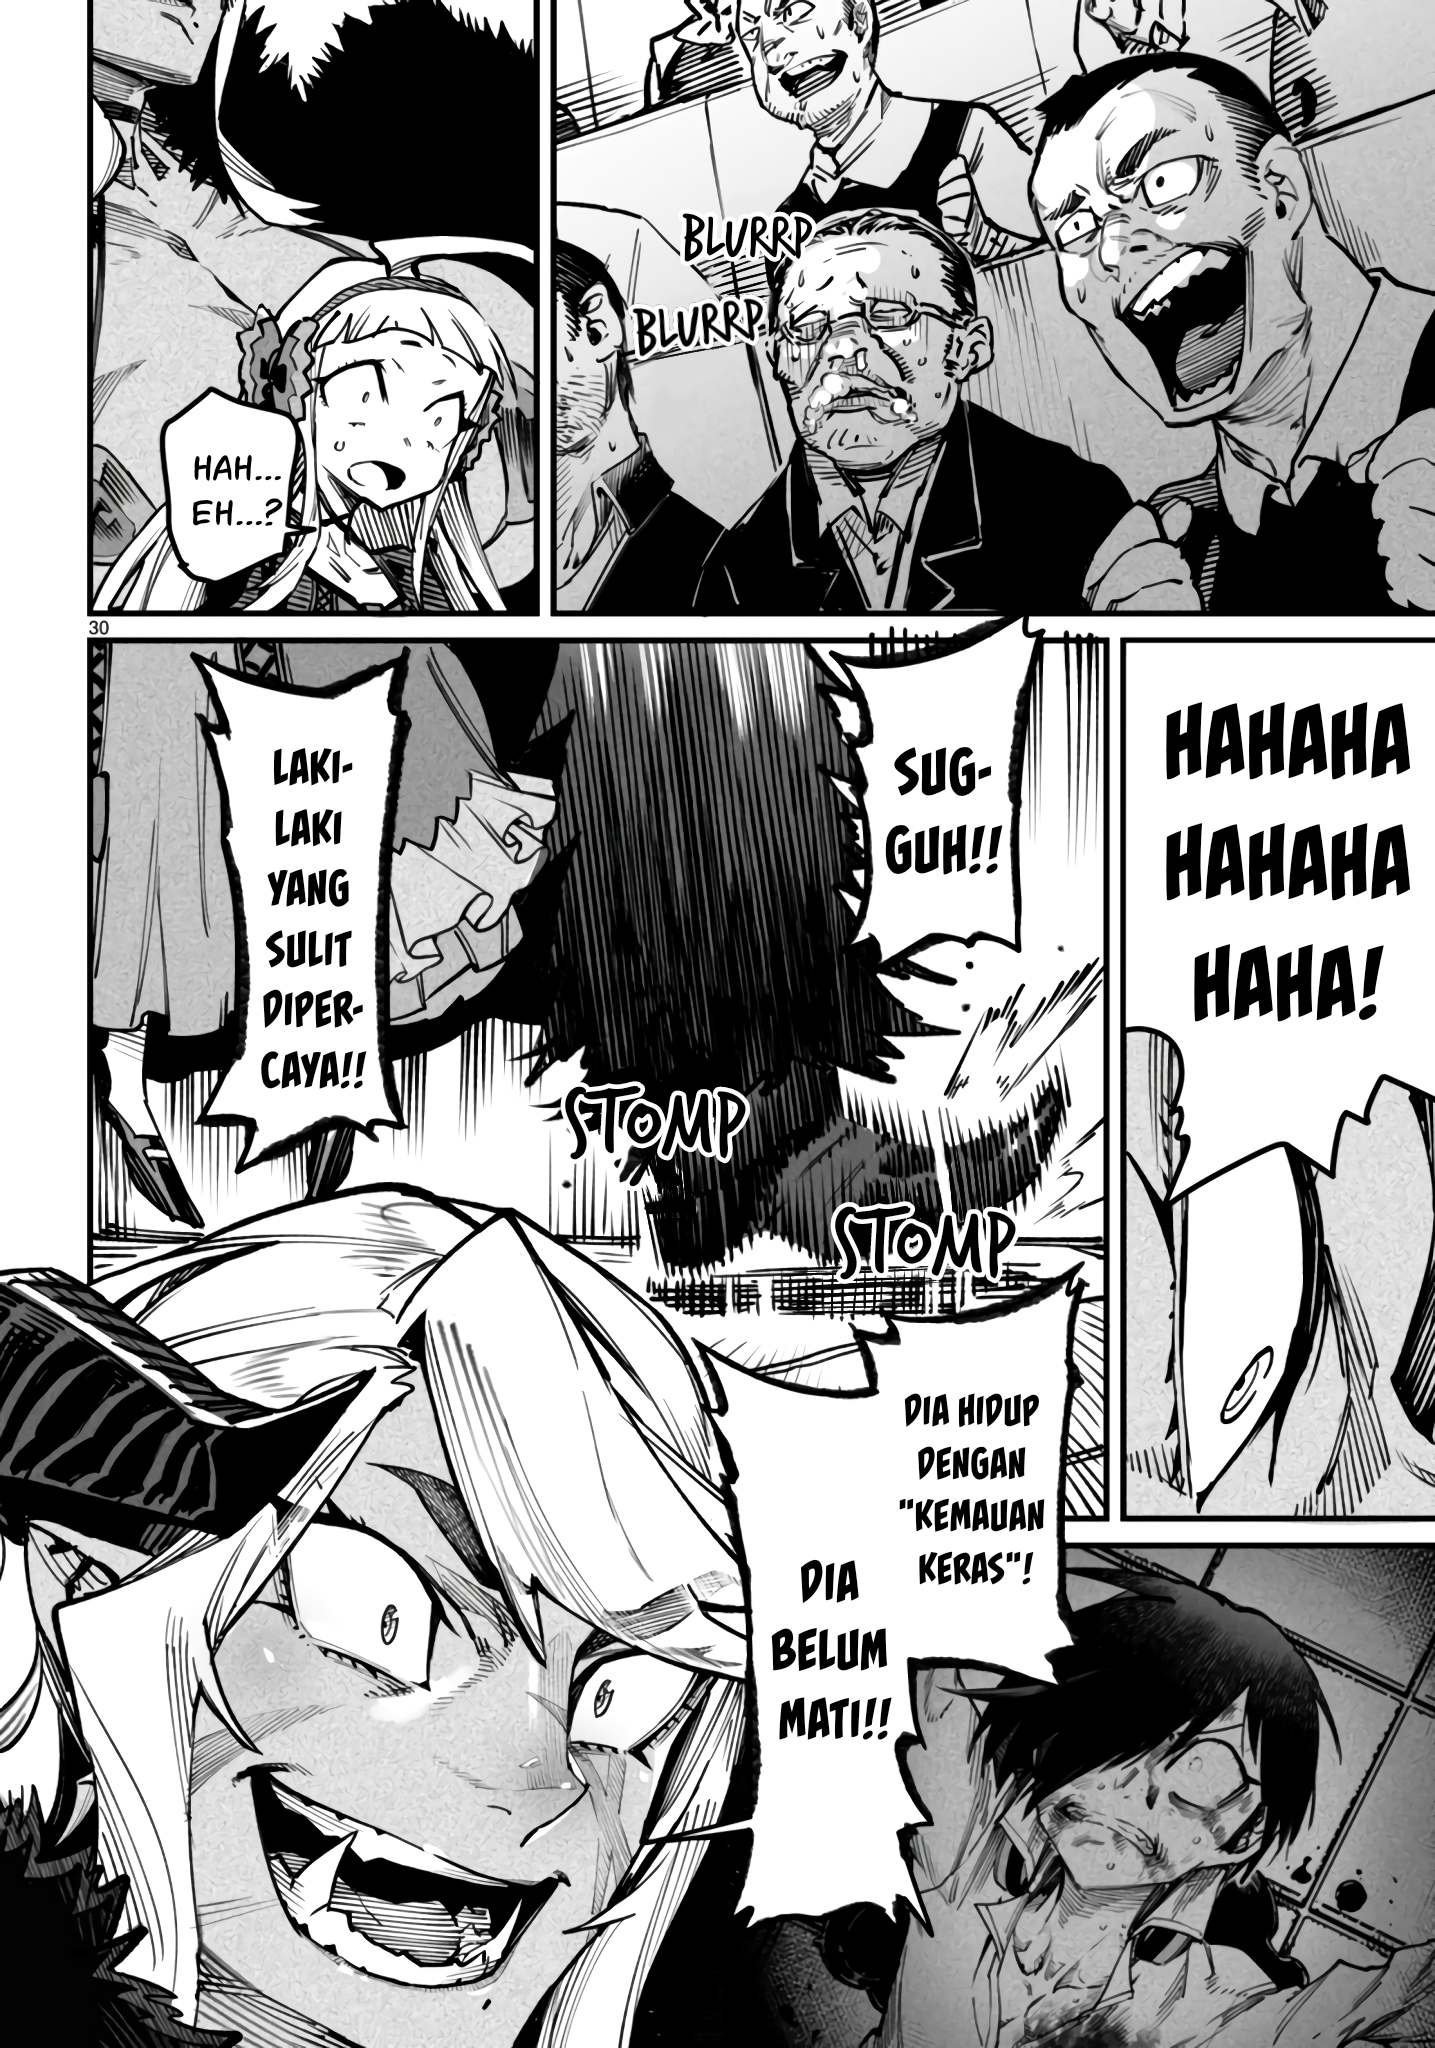 BLURRP
BLURRP
HAH...
EH...?
30
HAHAHA
HAHAHA
HAHA!
SUG-
GUH!!
LAKI-
LAKI
YANG
SULIT
DIPER-
CAYA!!
STOMP
STOMP
DIA HIDUP
DENGAN
"KEMAUAN
KERAS"!
DIA
BELUM
MATI!!